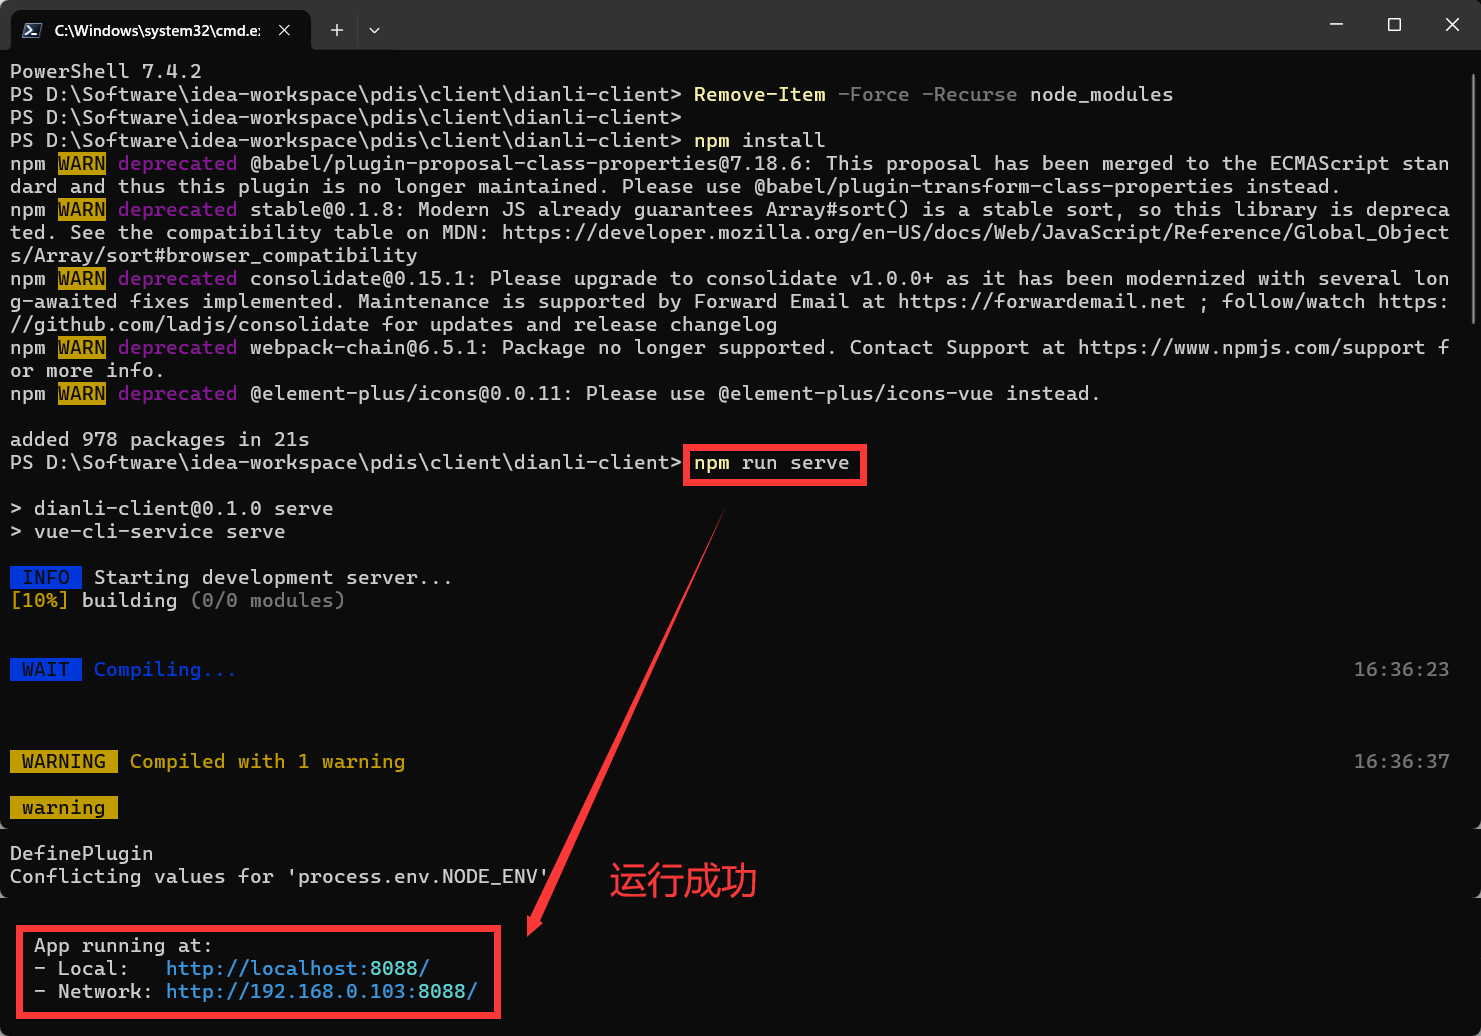 C:\Windows\system32\cmd.e
PowerShell 7.4.2
PS D:\Software\idea-workspace\pdis\client\dianli-client> Remove-Item -Force -Recurse node_modules
PS D:\Software\idea-workspace\pdis\client\dianli-client>
PS D:\Software\idea-workspace\pdis\client\dianli-client> npm install
npm WARN deprecated @babel/plugin-proposal-class-properties@7.18.6: This proposal has been merged to the ECMAScript stan
dard and thus this plugin is no longer maintained. Please use @babel/plugin-transform-class-properties instead.
npm WARN deprecated stable@0.1.8: Modern JS already guarantees Array#sort() is a stable sort, so this library is depreca
ted. See the compatibility table on MDN: https://developer.mozilla.org/en-US/docs/Web/JavaScript/Reference/Global_Object
s/Array/sort#browser_compatibility
npm WARN deprecated consolidate@0.15.1: Please upgrade to consolidate v1.0.0+ as it has been modernized with several lon
g-awaited fixes implemented. Maintenance is supported by Forward Email at https://forwardemail.net ; follow/watch https:
//github.com/ladjs/consolidate for updates and release changelog
npm WARN deprecated webpack-chain@6.5.1: Package no longer supported. Contact Support at https://www.npmjs.com/support f
or more info.
npm WARN deprecated @element-plus/icons@0.0.11: Please use @element-plus/icons-vue instead.
added 978 packages in 21s
PS D:\Software\idea-workspace\pdis\client\dianli-client> npm run serve
> dianli-client@0.1.0 serve
> vue-cli-service serve
INFO Starting development server...
[10%] building (0/0 modules)
WAIT Compiling... 16:36:23
WARNING Compiled with 1 warning 16:36:37
warning
DefinePlugin
Conflicting values for 'process.env.NODE_ENV'
运行成功
App running at:
- Local: http://localhost:8088/
- Network: http://192.168.0.103:8088/